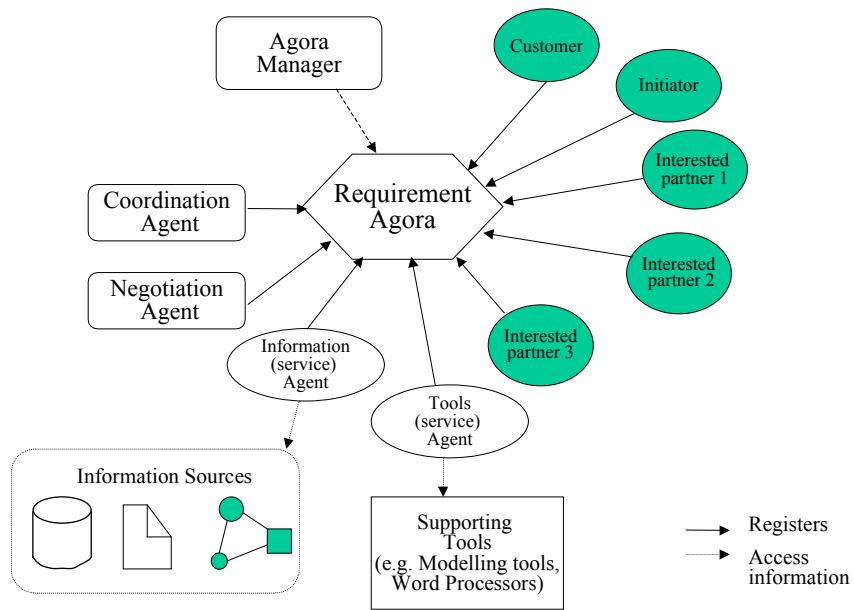 Agora
Manager
Customer
Initiator
Interested
partner 1
Coordination
Agent
Requirement
Agora
Interested
partner 2
Negotiation
Agent
Interested
partner 3
Information
(service)
Agent
Tools
(service)
Agent
Information Sources
Supporting
Tools
(e.g. Modelling tools,
Word Processors)
Registers
Access
information